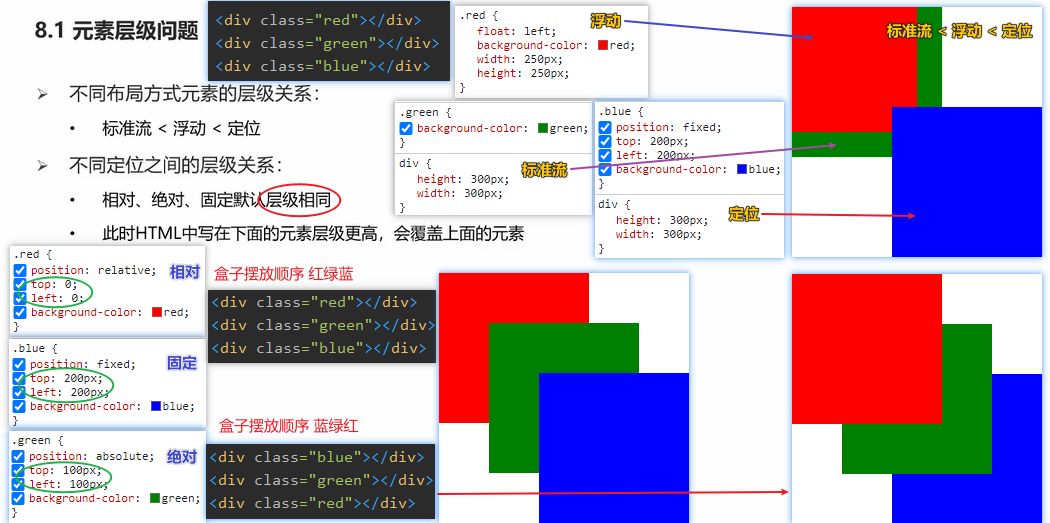 8.1 元素层级问题
<div class="red"></div>
<div class="green"></div>
<div class="blue"></div>
.red {
float: left;
background-color: red;
width: 250px;
height: 250px;
}
浮动
标准流 < 浮动 < 定位
不同布局方式元素的层级关系：
标准流 < 浮动 < 定位
不同定位之间的层级关系：
相对、绝对、固定默认层级相同
此时HTML中写在下面的元素层级更高，会覆盖上面的元素
.green {
background-color: green;
}
div {
height: 300px;
width: 300px;
}
标准流
.blue {
position: fixed;
top: 200px;
left: 200px;
background-color: blue;
}
div {
height: 300px;
width: 300px;
}
定位
.red {
position: relative;
top: 0;
left: 0;
background-color: red;
}
相对
.blue {
position: fixed;
top: 200px;
left: 200px;
background-color: blue;
}
固定
.green {
position: absolute;
top: 100px;
left: 100px;
background-color: green;
}
绝对
盒子摆放顺序 红绿蓝
<div class="red"></div>
<div class="green"></div>
<div class="blue"></div>
盒子摆放顺序 蓝绿红
<div class="blue"></div>
<div class="green"></div>
<div class="red"></div>